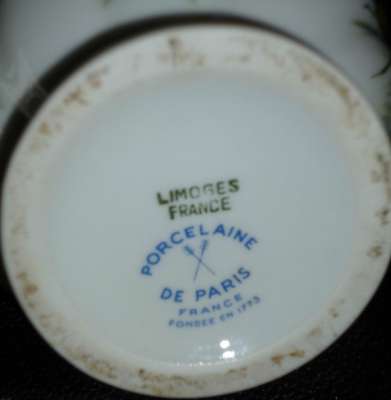 LIMOGES
FRANCE
PORCELAINE
DE PARIS
FRANCE
FONDEE EN 1773